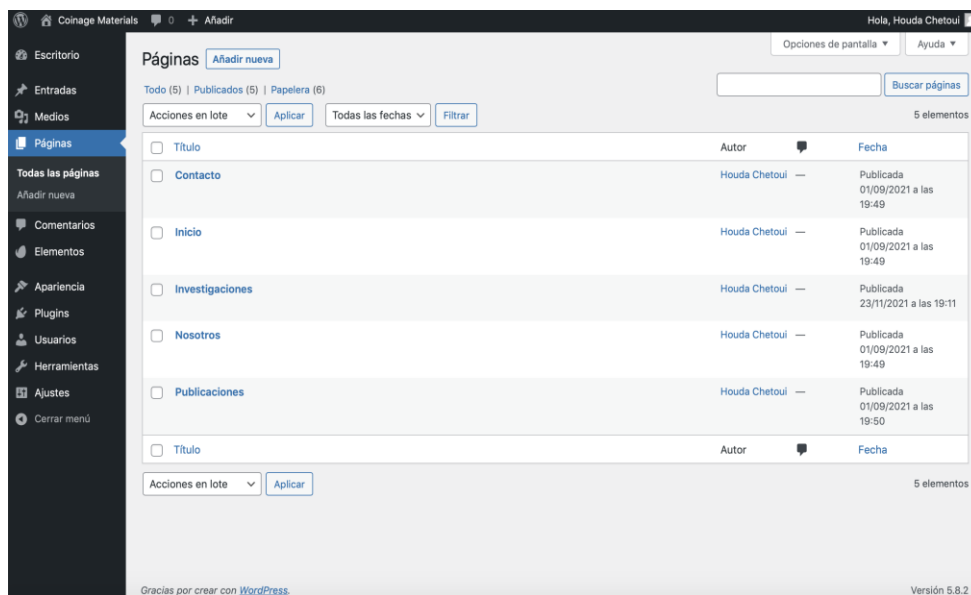 Coinage Materials 0 + Añadir Hola, Houda Chetoui
Escritorio
Entradas
Medios
Páginas
Todas las páginas
Añadir nueva
Comentarios
Elementos
Apariencia
Plugins
Usuarios
Herramientas
Ajustes
Cerrar menú
Opciones de pantalla ▼ Ayuda ▼
Páginas Añadir nueva
Todo (5) | Publicados (5) | Papelera (6)
Buscar páginas
Acciones en lote Aplicar Todas las fechas Filtrar 5 elementos
Título Autor Fecha
Contacto Houda Chetoui — Publicada
01/09/2021 a las
19:49
Inicio Houda Chetoui — Publicada
01/09/2021 a las
19:49
Investigaciones Houda Chetoui — Publicada
23/11/2021 a las 19:11
Nosotros Houda Chetoui — Publicada
01/09/2021 a las
19:49
Publicaciones Houda Chetoui — Publicada
01/09/2021 a las
19:50
Título Autor Fecha
Acciones en lote Aplicar 5 elementos
Gracias por crear con WordPress. Versión 5.8.2